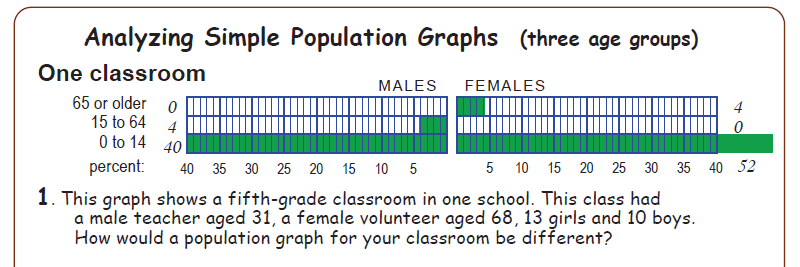 Analyzing Simple Population Graphs (three age groups)
One classroom
MALES FEMALES
65 or older 0 4
15 to 64 4 0
0 to 14 40
percent: 40 35 30 25 20 15 10 5 5 10 15 20 25 30 35 40 52
1. This graph shows a fifth-grade classroom in one school. This class had
a male teacher aged 31, a female volunteer aged 68, 13 girls and 10 boys.
How would a population graph for your classroom be different?